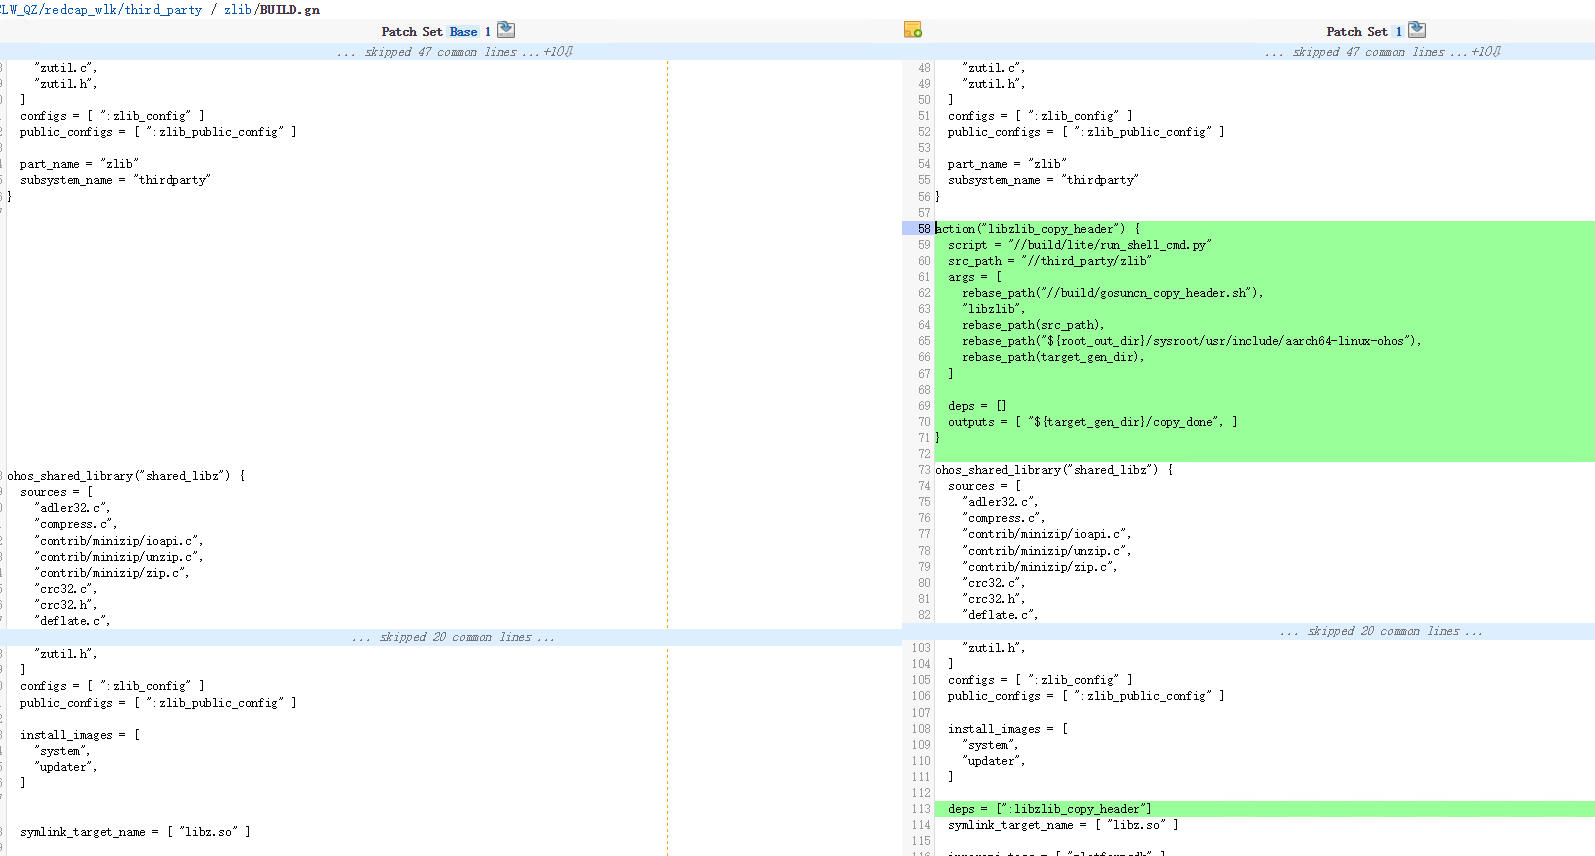 LW_QZ/redcap_wlk/third_party / zlib/BUILD.gn
Patch Set Base 1
... skipped 47 common lines ...+10⇩
"zutil.c",
"zutil.h",
]
configs = [ ":zlib_config" ]
public_configs = [ ":zlib_public_config" ]
part_name = "zlib"
subsystem_name = "thirdparty"
}
ohos_shared_library("shared_libz") {
sources = [
"adler32.c",
"compress.c",
"contrib/minizip/ioapi.c",
"contrib/minizip/unzip.c",
"contrib/minizip/zip.c",
"crc32.c",
"crc32.h",
"deflate.c",
... skipped 20 common lines ...
"zutil.h",
]
configs = [ ":zlib_config" ]
public_configs = [ ":zlib_public_config" ]
install_images = [
"system",
"updater",
]
symlink_target_name = [ "libz.so" ]
Patch Set 1
... skipped 47 common lines ...+10⇩
48 "zutil.c",
49 "zutil.h",
50 ]
51 configs = [ ":zlib_config" ]
52 public_configs = [ ":zlib_public_config" ]
53
54 part_name = "zlib"
55 subsystem_name = "thirdparty"
56 }
57
58 action("libzlib_copy_header") {
59 script = "//build/lite/run_shell_cmd.py"
60 src_path = "//third_party/zlib"
61 args = [
62 rebase_path("//build/gosuncn_copy_header.sh"),
63 "libzlib",
64 rebase_path(src_path),
65 rebase_path("${root_out_dir}/sysroot/usr/include/aarch64-linux-ohos"),
66 rebase_path(target_gen_dir),
67 ]
68
69 deps = []
70 outputs = [ "${target_gen_dir}/copy_done", ]
71 }
72
73 ohos_shared_library("shared_libz") {
74 sources = [
75 "adler32.c",
76 "compress.c",
77 "contrib/minizip/ioapi.c",
78 "contrib/minizip/unzip.c",
79 "contrib/minizip/zip.c",
80 "crc32.c",
81 "crc32.h",
82 "deflate.c",
... skipped 20 common lines ...
103 "zutil.h",
104 ]
105 configs = [ ":zlib_config" ]
106 public_configs = [ ":zlib_public_config" ]
107
108 install_images = [
109 "system",
110 "updater",
111 ]
112
113 deps = [":libzlib_copy_header"]
114 symlink_target_name = [ "libz.so" ]
115